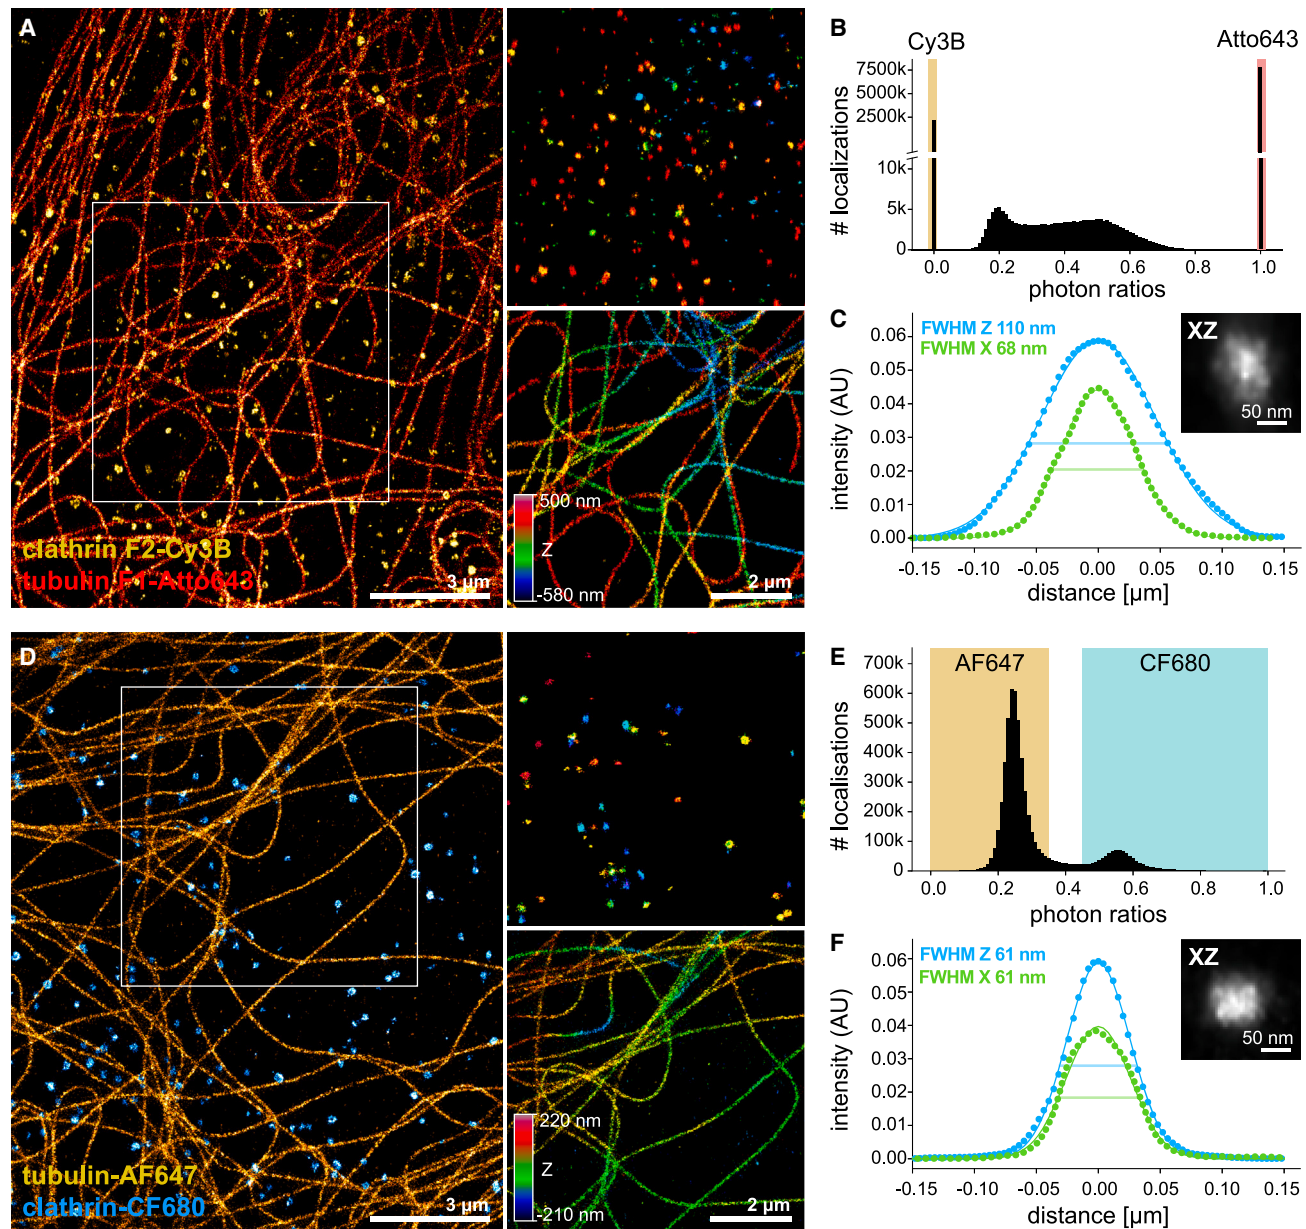 A
clathrin F2-Cy3B
tubulin F1-Atto643
3 µm
500 nm
Z
-580 nm
2 µm
B
Cy3B
Atto643
# localizations
7500k
5000k
2500k
10k
5k
0
0.0
0.2
0.4
0.6
0.8
1.0
photon ratios
C
FWHM Z 110 nm
FWHM X 68 nm
XZ
50 nm
intensity (AU)
0.06
0.05
0.04
0.03
0.02
0.01
0.00
-0.15
-0.10
-0.05
0.00
0.05
0.10
0.15
distance [µm]
D
tubulin-AF647
clathrin-CF680
3 µm
220 nm
Z
-210 nm
2 µm
E
AF647
CF680
# localisations
700k
600k
500k
400k
300k
200k
100k
0
0.0
0.2
0.4
0.6
0.8
1.0
photon ratios
F
FWHM Z 61 nm
FWHM X 61 nm
XZ
50 nm
intensity (AU)
0.06
0.05
0.04
0.03
0.02
0.01
0.00
-0.15
-0.10
-0.05
0.00
0.05
0.10
0.15
distance [µm]